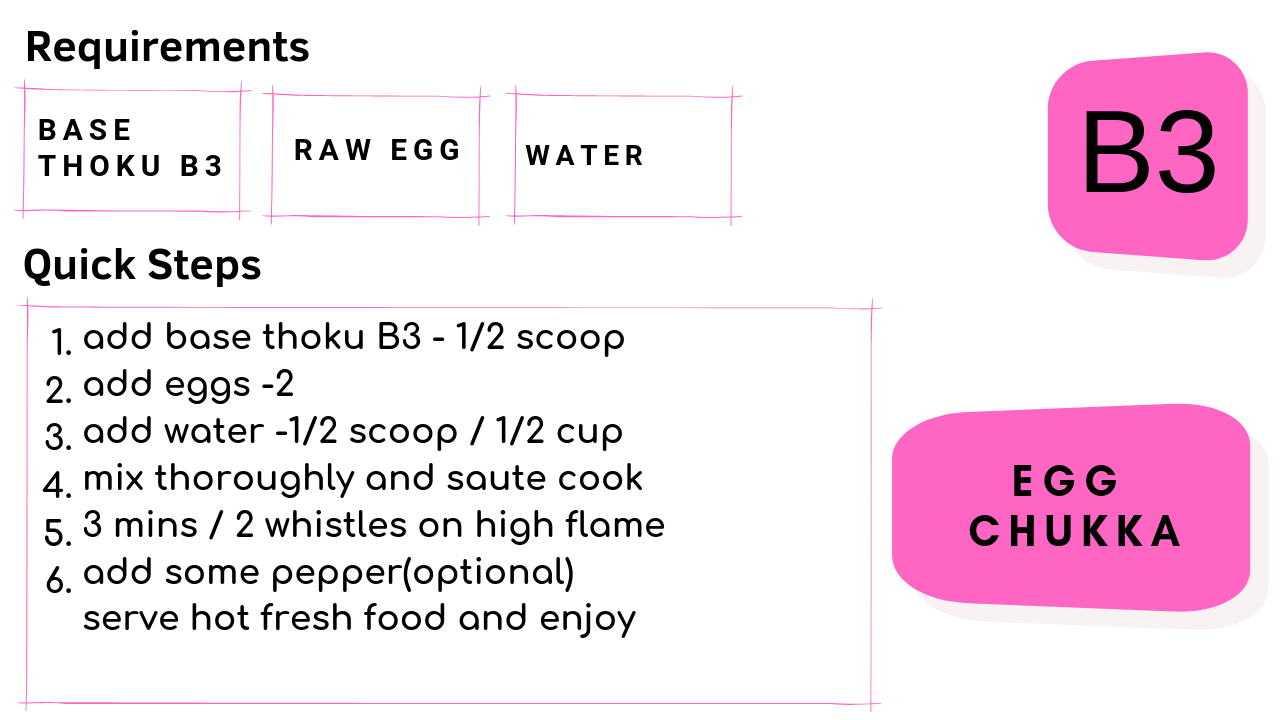 Requirements
BASE
THOKU B3
RAW EGG
WATER
B3
Quick Steps
1. add base thoku B3 - 1/2 scoop
2. add eggs -2
3. add water -1/2 scoop / 1/2 cup
4. mix thoroughly and saute cook
5. 3 mins / 2 whistles on high flame
6. add some pepper(optional)
serve hot fresh food and enjoy
EGG
CHUKKA